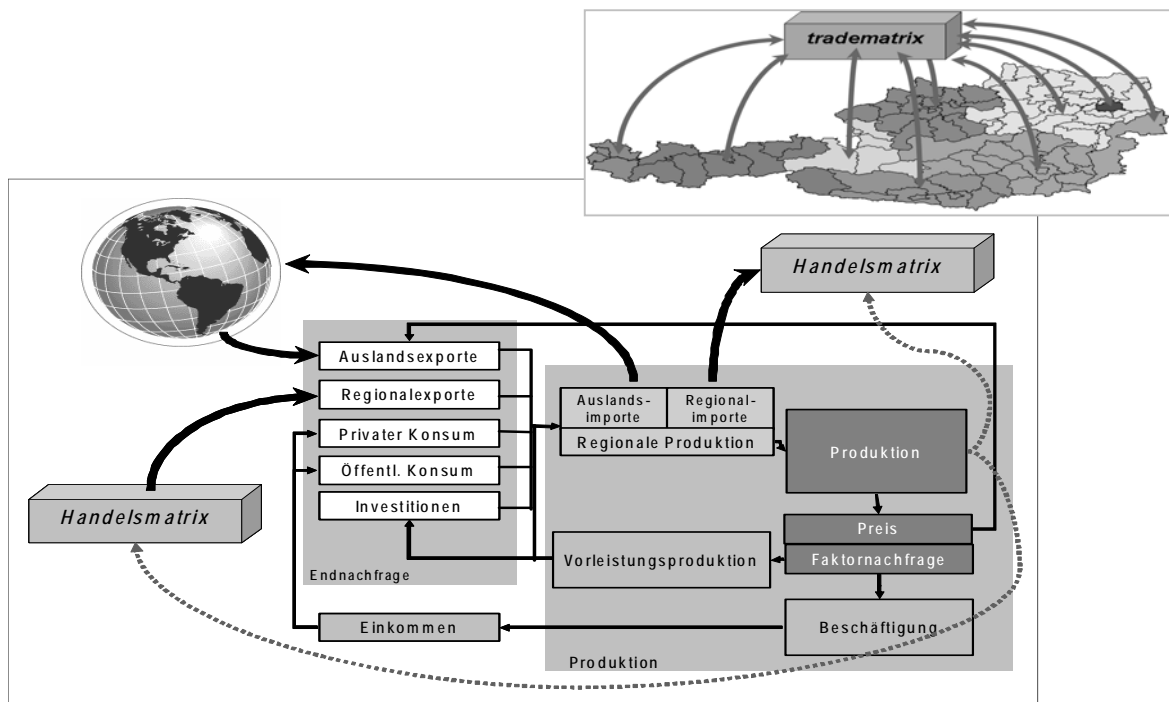 tradematrix
Handelsmatrix
Auslandsexporte
Regionalexporte
Privater Konsum
Öffentl. Konsum
Investitionen
Endnachfrage
Handelsmatrix
Einkommen
Auslands-
importe
Regional-
importe
Regionale Produktion
Produktion
Preis
Faktornachfrage
Vorleistungsproduktion
Beschäftigung
Produktion